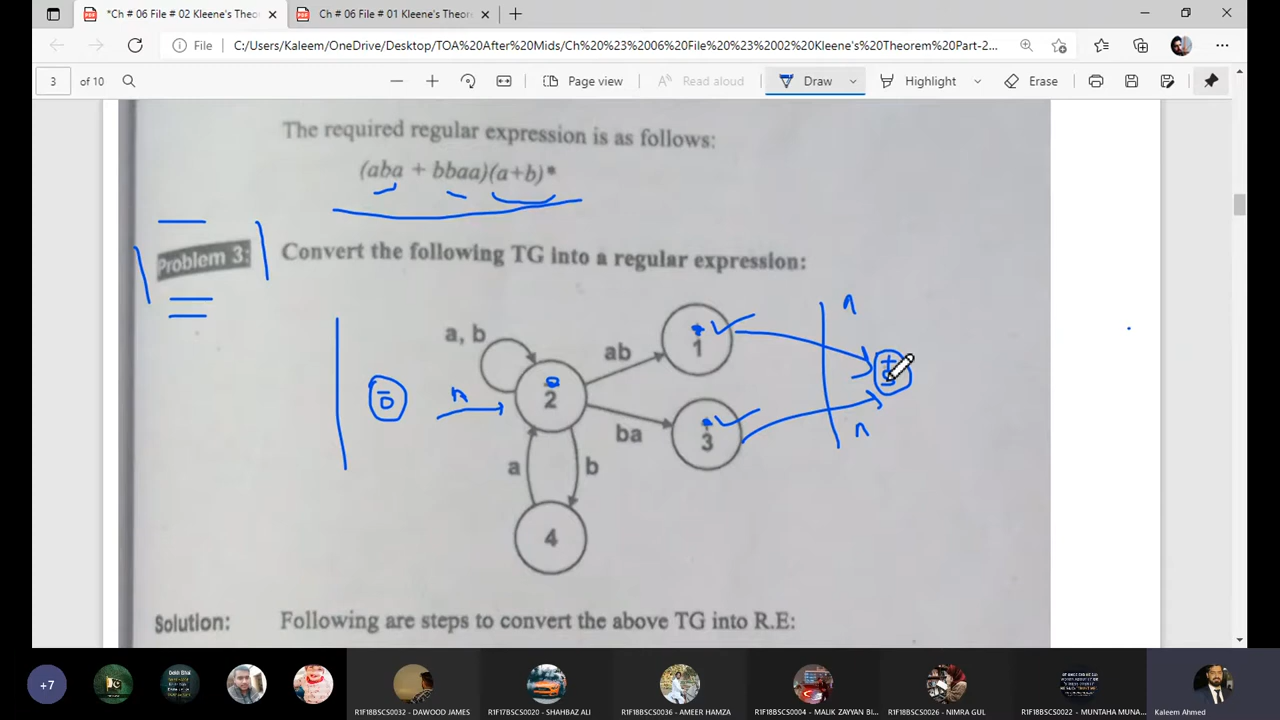 *Ch # 06 File # 02 Kleene's Theo
Ch # 06 File # 01 Kleene's Theore
File
C:/Users/Kaleem/OneDrive/Desktop/TOA%20After%20Mids/Ch%20%23%2006%20File%20%23%2002%20Kleene's%20Theorem%20Part-2...
3 of 10
Page view
Read aloud
Draw
Highlight
Erase
The required regular expression is as follows:
(aba + bbaa)(a+b)*
Problem 3:
Convert the following TG into a regular expression:
a, b
ab
1
2
ba
3
a
b
4
Solution:
Following are steps to convert the above TG into R.E:
+7
R1F18BSCS0032 - DAWOOD JAMES
R1F17BSCS0020 - SHAHBAZ ALI
R1F18BSCS0036 - AMEER HAMZA
R1F18BSCS0004 - MALIK ZAYYAN BI...
R1F18BSCS0026 - NIMRA GUL
R1F18BSCS0022 - MUNTAHA MUNA...
Kaleem Ahmed